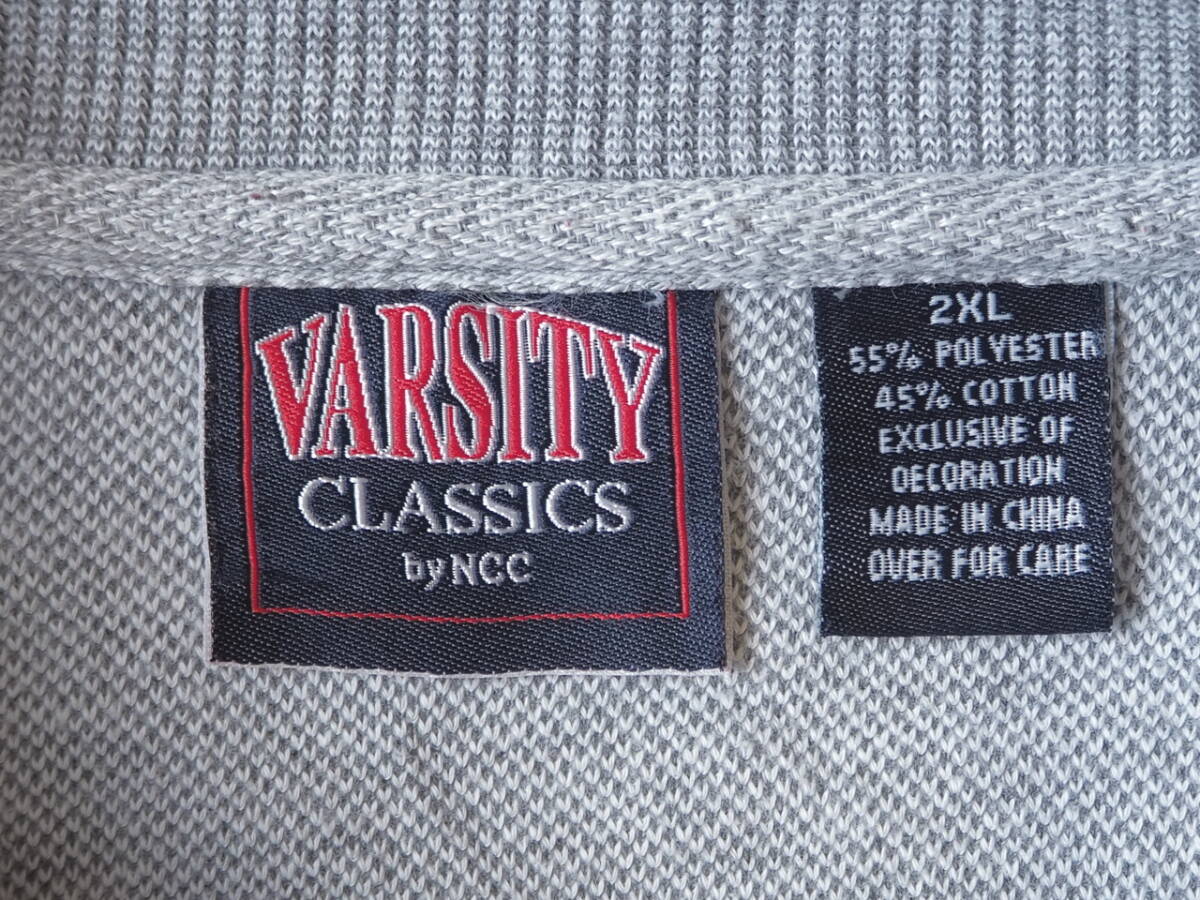 VARSITY
CLASSICS
by NCC
2XL
55% POLYESTER
45% COTTON
EXCLUSIVE OF
DECORATION
MADE IN CHINA
OVER FOR CARE